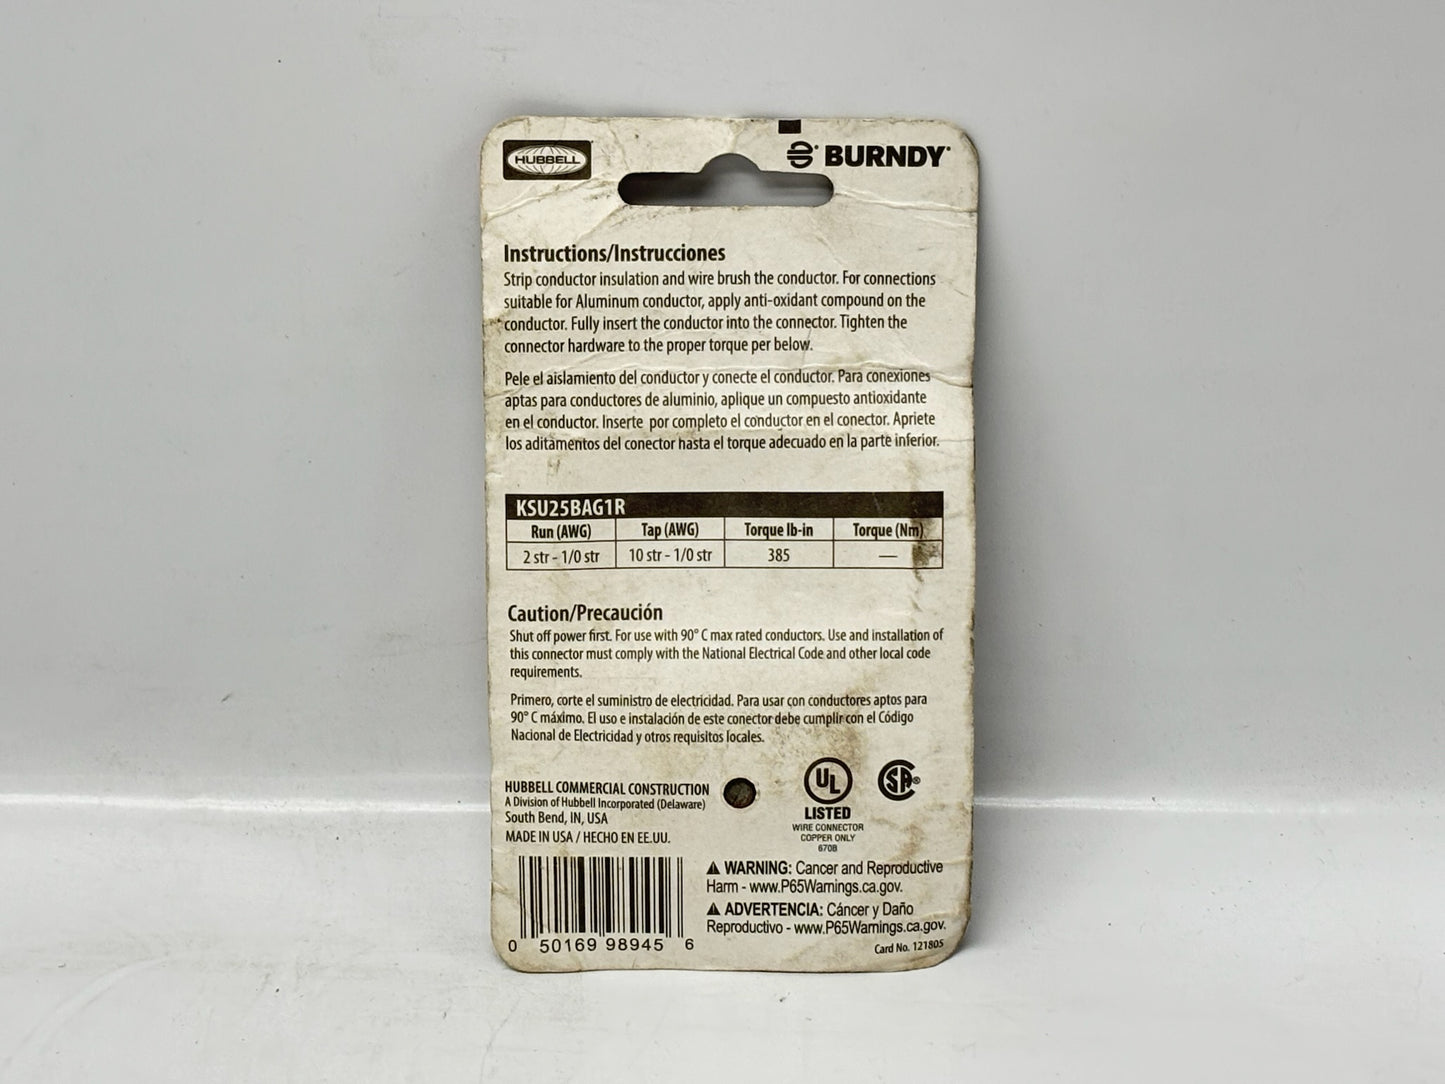 HUBBELL
BURNDY
Instructions/Instrucciones
Strip conductor insulation and wire brush the conductor. For connections
suitable for Aluminum conductor, apply anti-oxidant compound on the
conductor. Fully insert the conductor into the connector. Tighten the
connector hardware to the proper torque per below.
Pele el aislamiento del conductor y conecte el conductor. Para conexiones
aptas para conductores de aluminio, aplique un compuesto antioxidante
en el conductor. Inserte por completo el conductor en el conector. Apriete
los aditamentos del conector hasta el torque adecuado en la parte inferior.
KSU25BAG1R
Run (AWG) Tap (AWG) Torque lb-in Torque (Nm)
2 str - 1/0 str 10 str - 1/0 str 385 —
Caution/Precaución
Shut off power first. For use with 90° C max rated conductors. Use and installation of
this connector must comply with the National Electrical Code and other local code
requirements.
Primero, corte el suministro de electricidad. Para usar con conductores aptos para
90° C máximo. El uso e instalación de este conector debe cumplir con el Código
Nacional de Electricidad y otros requisitos locales.
HUBBELL COMMERCIAL CONSTRUCTION
A Division of Hubbell Incorporated (Delaware)
South Bend, IN, USA
MADE IN USA / HECHO EN EE.UU.
UL
LISTED
WIRE CONNECTOR
COPPER ONLY
670B
SA®
⚠ WARNING: Cancer and Reproductive
Harm - www.P65Warnings.ca.gov.
⚠ ADVERTENCIA: Cáncer y Daño
Reproductivo - www.P65Warnings.ca.gov.
0 50169 98945 6
Card No. 121805